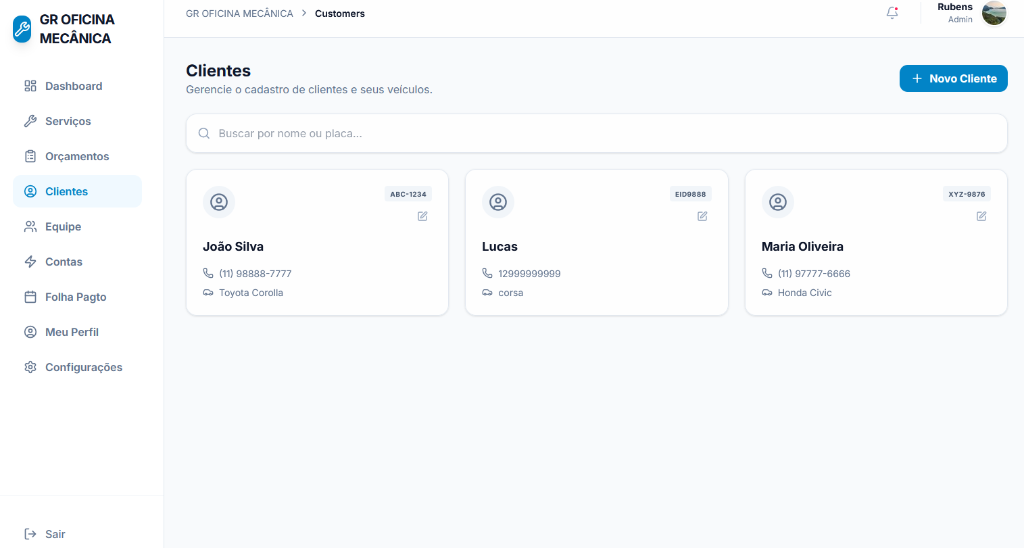 GR OFICINA
MECÂNICA
Dashboard
Serviços
Orçamentos
Clientes
Equipe
Contas
Folha Pagto
Meu Perfil
Configurações
Sair
GR OFICINA MECÂNICA > Customers
Rubens
Admin
Clientes
Gerencie o cadastro de clientes e seus veículos.
+ Novo Cliente
Buscar por nome ou placa...
ABC-1234
João Silva
(11) 98888-7777
Toyota Corolla
EID9888
Lucas
12999999999
corsa
XYZ-9876
Maria Oliveira
(11) 97777-6666
Honda Civic